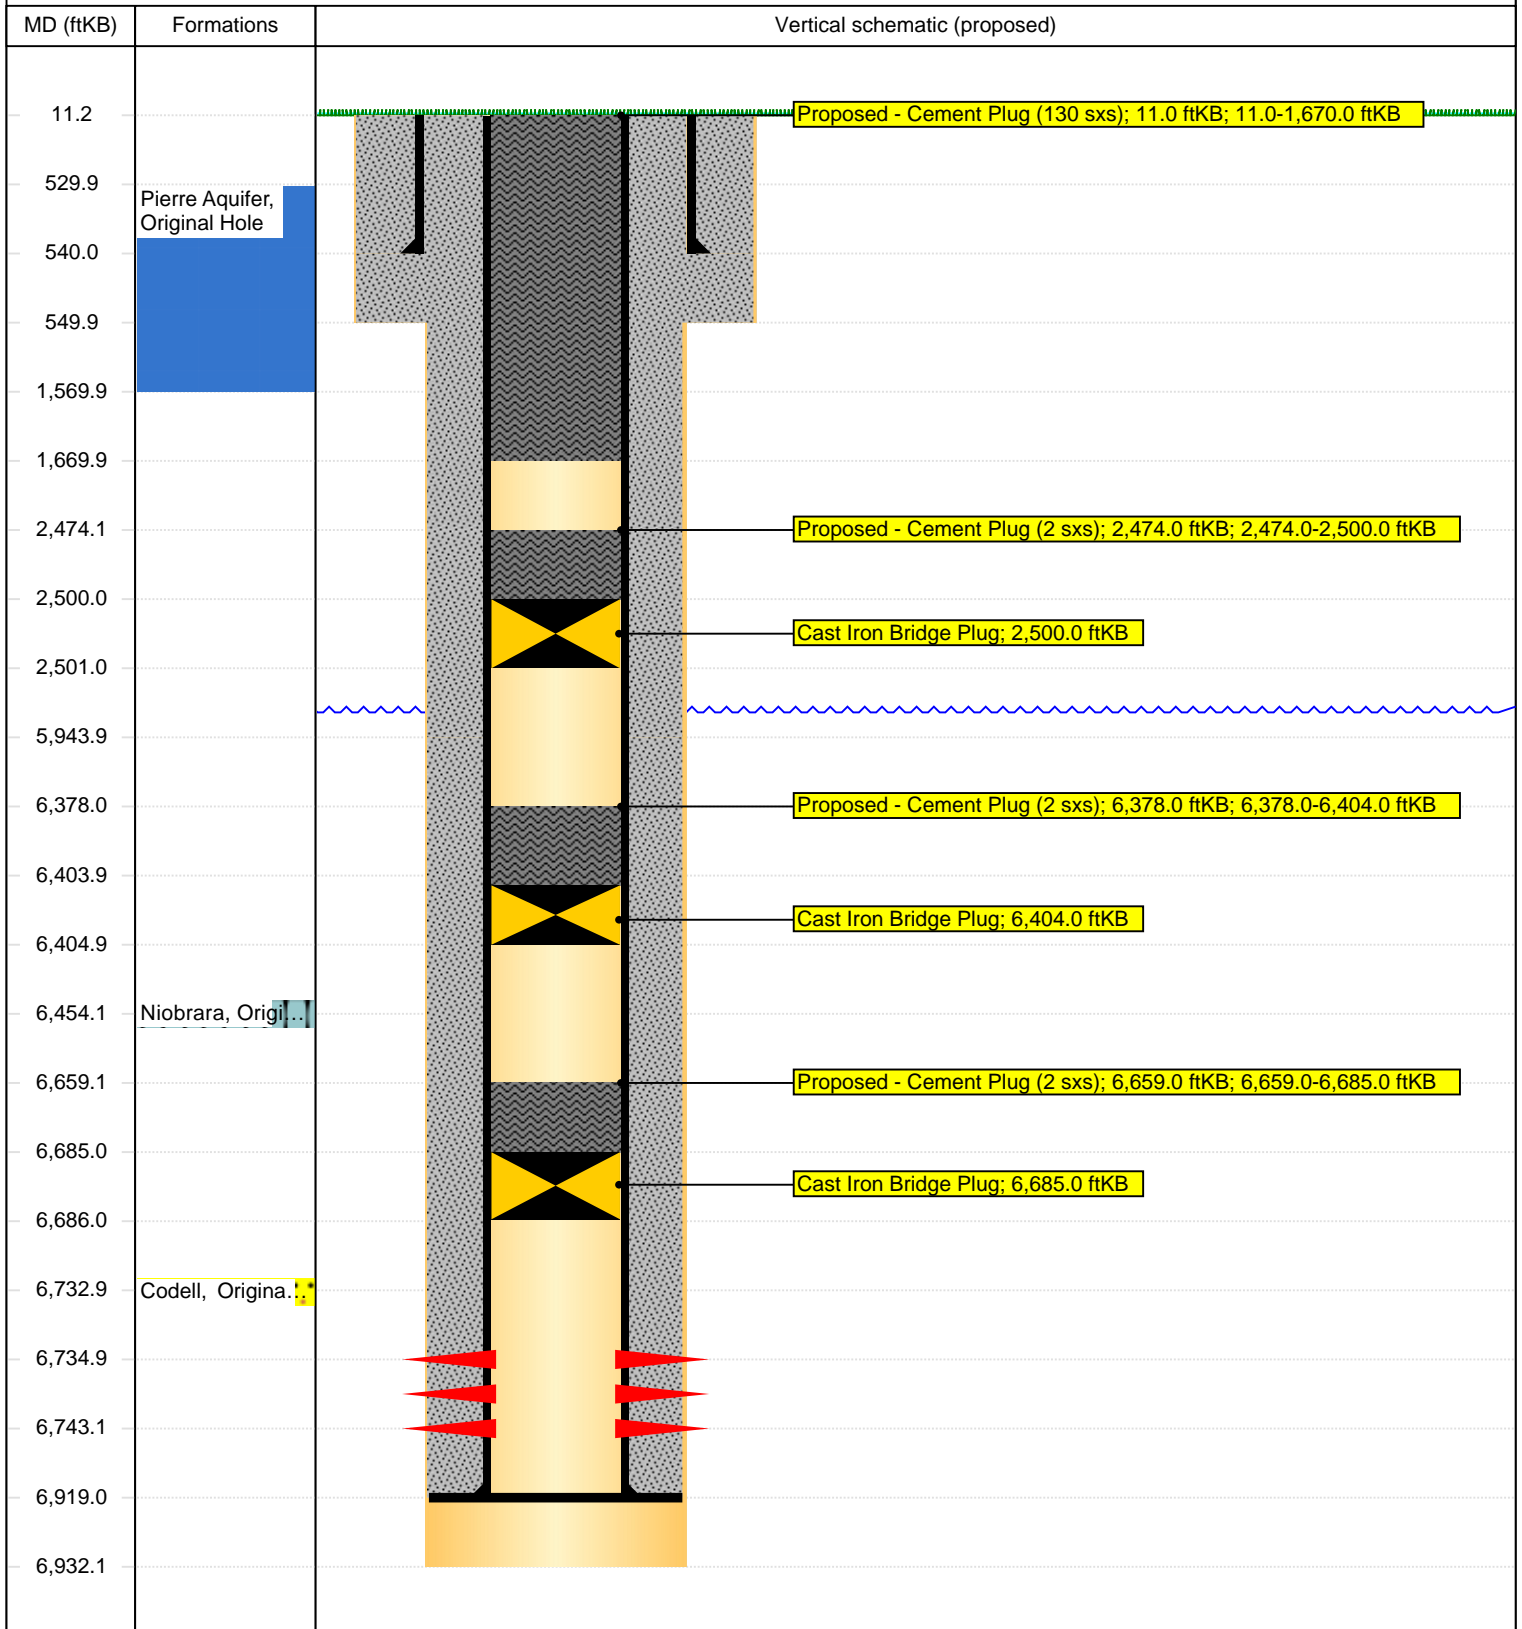 MD (ftKB) Formations Vertical schematic (proposed)
11.2 Proposed - Cement Plug (130 sxs); 11.0 ftKB; 11.0-1,670.0 ftKB
529.9
Pierre Aquifer,
Original Hole
540.0
549.9
1,569.9
1,669.9
2,474.1 Proposed - Cement Plug (2 sxs); 2,474.0 ftKB; 2,474.0-2,500.0 ftKB
2,500.0
Cast Iron Bridge Plug; 2,500.0 ftKB
2,501.0
5,943.9
6,378.0 Proposed - Cement Plug (2 sxs); 6,378.0 ftKB; 6,378.0-6,404.0 ftKB
6,403.9
Cast Iron Bridge Plug; 6,404.0 ftKB
6,404.9
6,454.1 Niobrara, Origi...
6,659.1 Proposed - Cement Plug (2 sxs); 6,659.0 ftKB; 6,659.0-6,685.0 ftKB
6,685.0
Cast Iron Bridge Plug; 6,685.0 ftKB
6,686.0
6,732.9 Codell, Origina...
6,734.9
6,743.1
6,919.0
6,932.1